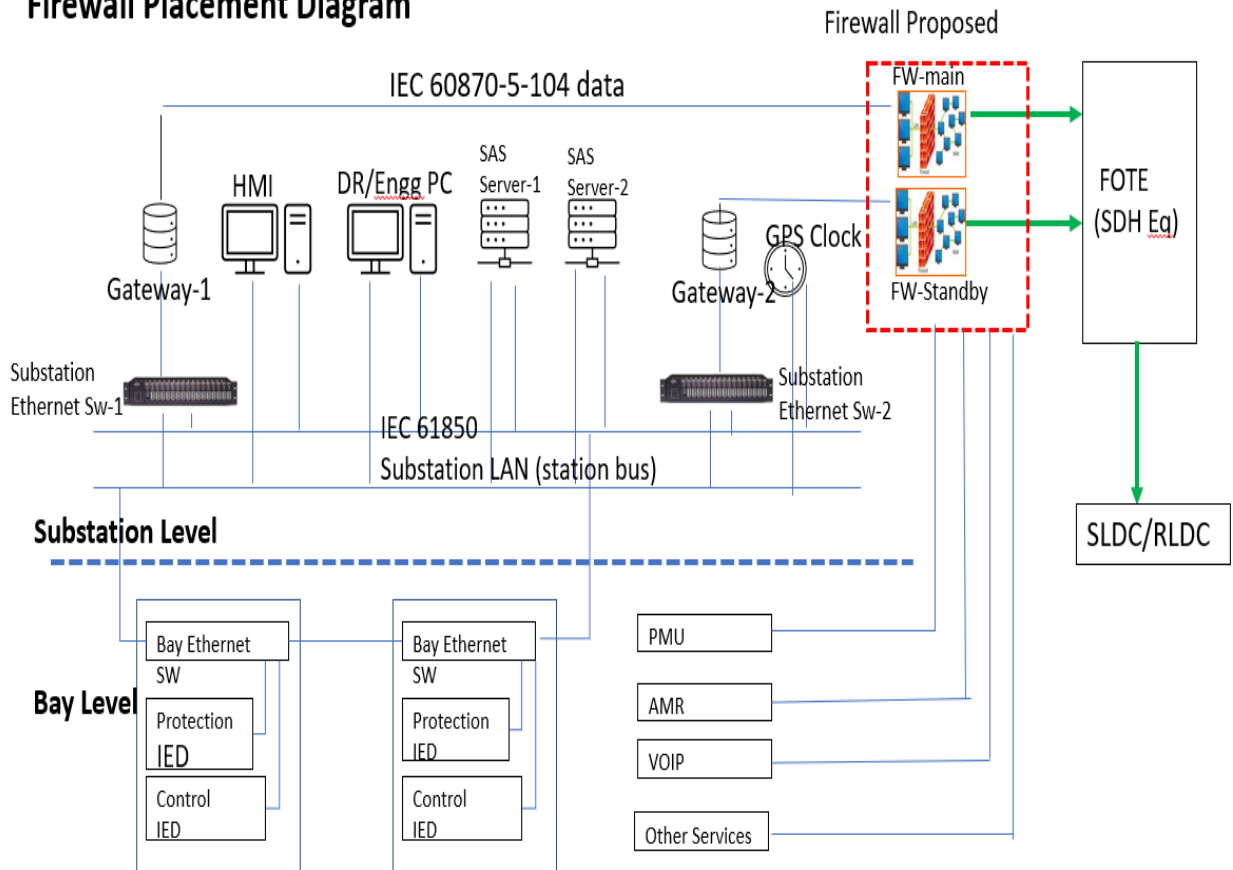 Firewall Placement Diagram
Firewall Proposed
IEC 60870-5-104 data
FW-main
HMI
DR/Engg PC
SAS
Server-1
SAS
Server-2
FOTE
(SDH Eq)
GPS Clock
Gateway-1
Gateway-2
FW-Standby
Substation
Ethernet Sw-1
Substation
Ethernet Sw-2
IEC 61850
Substation LAN (station bus)
Substation Level
SLDC/RLDC
Bay Ethernet
SW
Bay Ethernet
SW
PMU
Bay Level
Protection
IED
Protection
IED
AMR
VOIP
Control
IED
Control
IED
Other Services